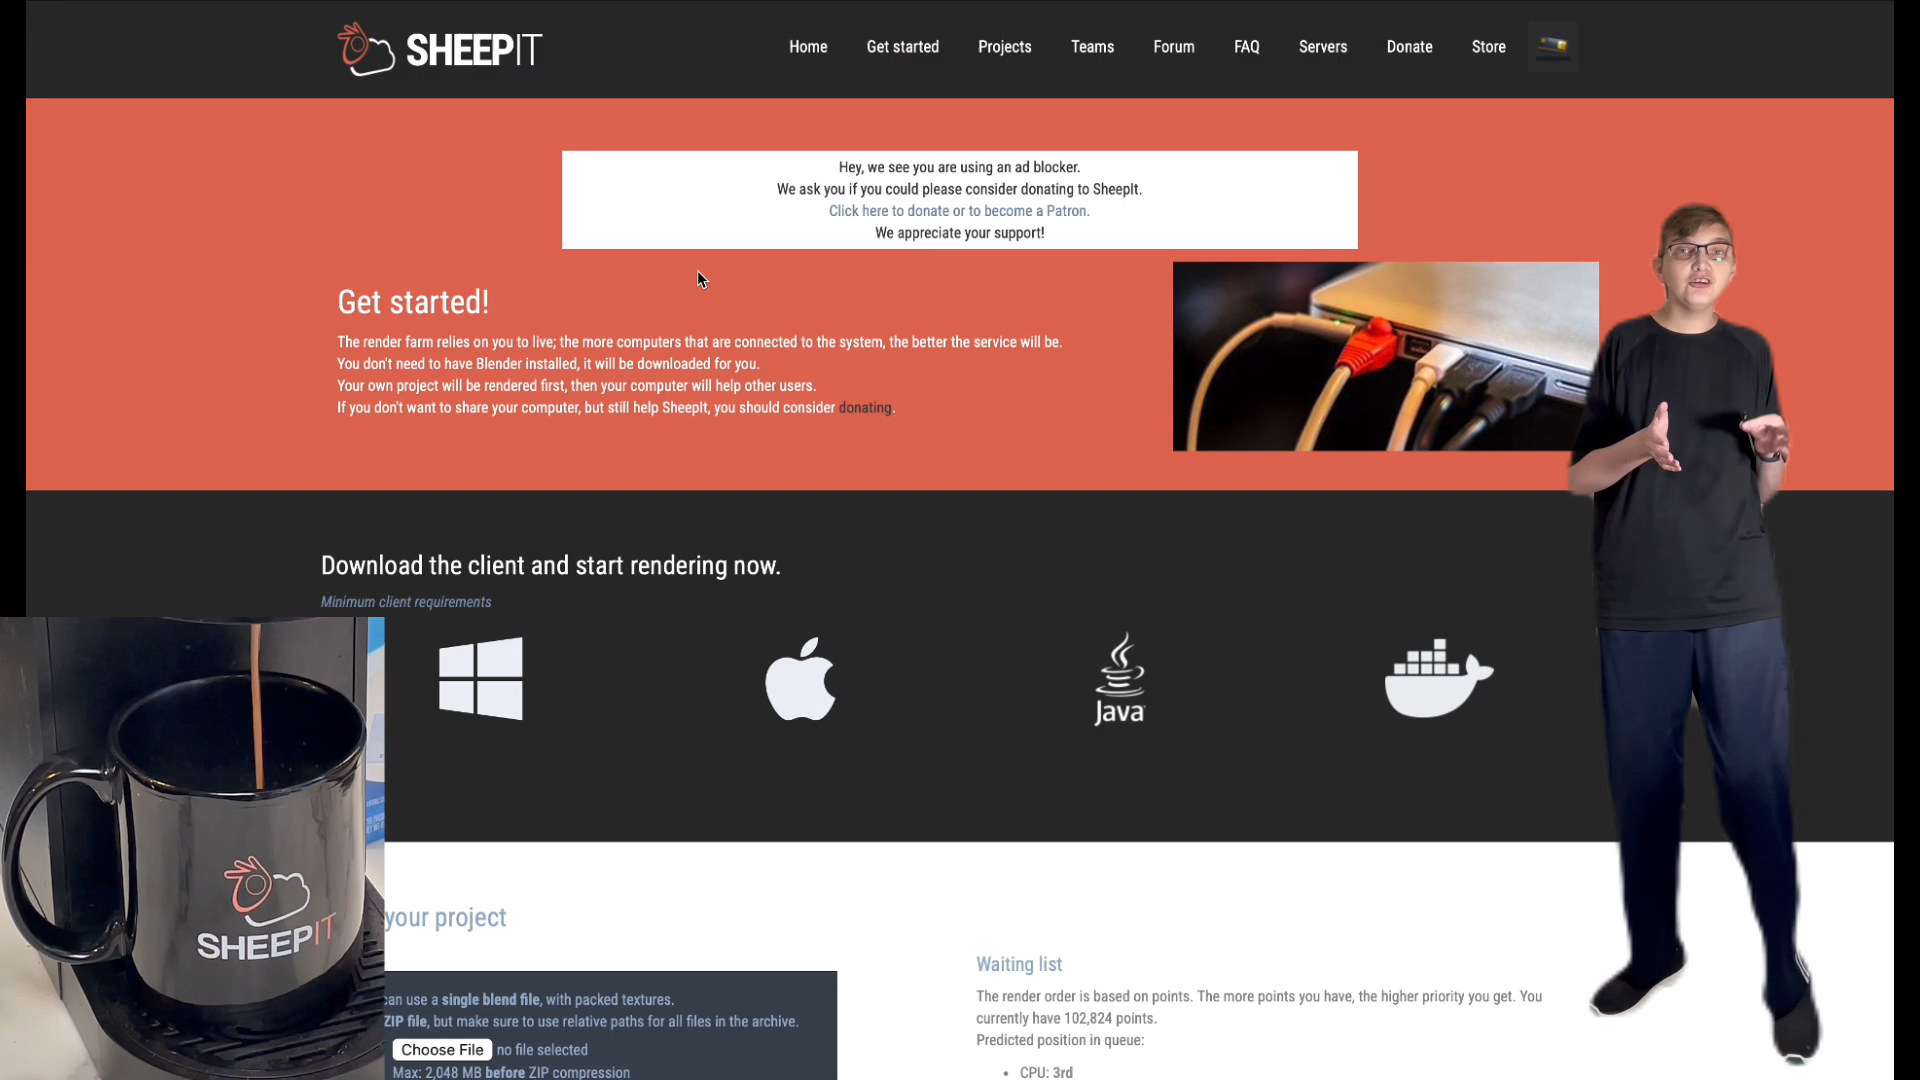 SHEEPIT
Home
Get started
Projects
Teams
Forum
FAQ
Servers
Donate
Store
Hey, we see you are using an ad blocker.
We ask you if you could please consider donating to SheepIt.
Click here to donate or to become a Patron.
We appreciate your support!
Get started!
The render farm relies on you to live; the more computers that are connected to the system, the better the service will be.
You don't need to have Blender installed, it will be downloaded for you.
Your own project will be rendered first, then your computer will help other users.
If you don't want to share your computer, but still help SheepIt, you should consider donating.
Download the client and start rendering now.
Minimum client requirements
Java
SHEEPIT
your project
can use a single blend file, with packed textures.
ZIP file, but make sure to use relative paths for all files in the archive.
Choose File no file selected
Max: 2,048 MB before ZIP compression
Waiting list
The render order is based on points. The more points you have, the higher priority you get. You
currently have 102,824 points.
Predicted position in queue:
• CPU: 3rd